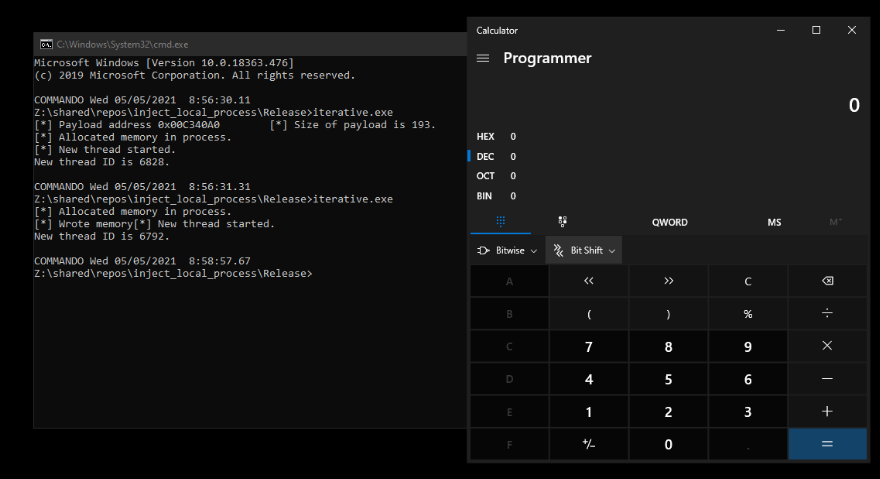 C:\Windows\System32\cmd.exe
Microsoft Windows [Version 10.0.18363.476]
(c) 2019 Microsoft Corporation. All rights reserved.
COMMANDO Wed 05/05/2021  8:56:30.11
Z:\shared\repos\inject_local_process\Release>iterative.exe
[*] Payload address 0x00C340A0       [*] Size of payload is 193.
[*] Allocated memory in process.
[*] New thread started.
New thread ID is 6828.
COMMANDO Wed 05/05/2021  8:56:31.31
Z:\shared\repos\inject_local_process\Release>iterative.exe
[*] Allocated memory in process.
[*] Wrote memory[*] New thread started.
New thread ID is 6792.
COMMANDO Wed 05/05/2021  8:58:57.67
Z:\shared\repos\inject_local_process\Release>
Calculator
Programmer
0
HEX 0
DEC 0
OCT 0
BIN 0
QWORD MS M˅
Bitwise Bit Shift
A << >> C
B ( ) % ÷
C 7 8 9 ×
D 4 5 6 −
E 1 2 3 +
F +/− 0 . =